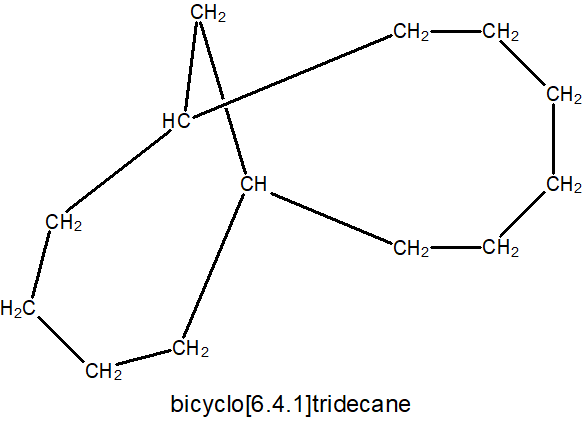 CH₂
CH₂ CH₂
CH₂
HC
CH
CH₂
CH₂
CH₂ CH₂
H₂C
CH₂
CH₂
bicyclo[6.4.1]tridecane